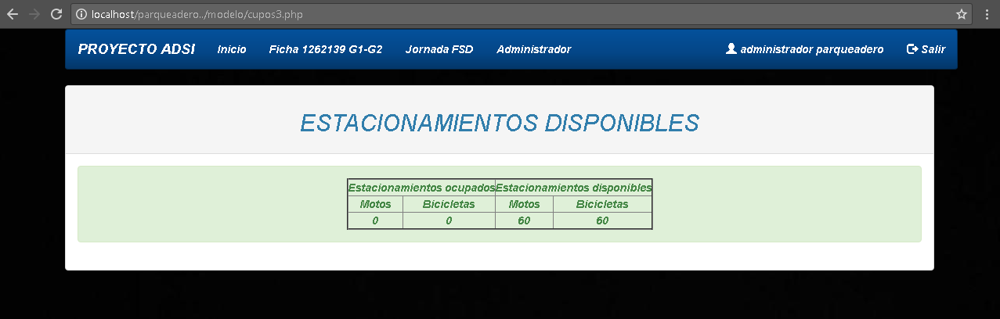 localhost/parqueadero../modelo/cupos3.php
PROYECTO ADSI Inicio Ficha 1262139 G1-G2 Jornada FSD Administrador administrador parqueadero Salir
ESTACIONAMIENTOS DISPONIBLES
Estacionamientos ocupados Estacionamientos disponibles
Motos Bicicletas Motos Bicicletas
0 0 60 60